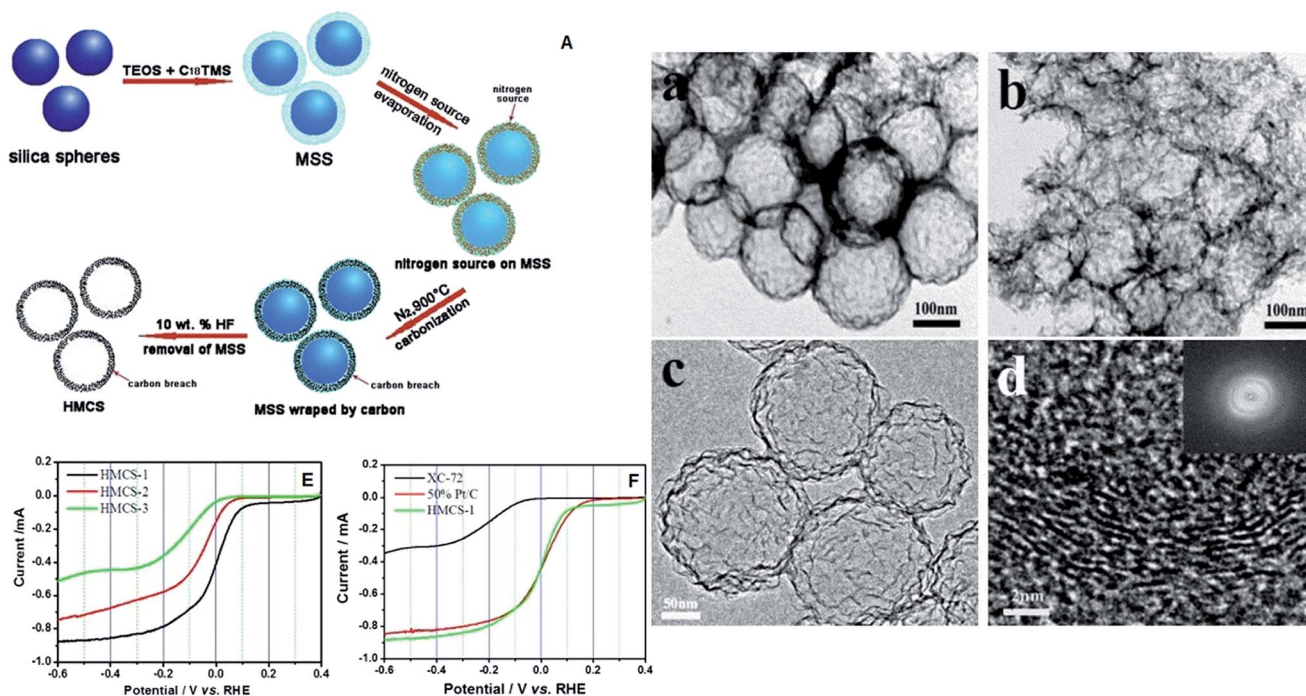 A
TEOS + C18TMS
silica spheres
MSS
nitrogen source
evaporation
nitrogen
source
nitrogen source on MSS
N2,900°C
carbonization
MSS wraped by carbon
carbon breach
10 wt. % HF
removal of MSS
HMCS
carbon breach
a
100nm
b
100nm
c
50nm
d
2nm
E
HMCS-1
HMCS-2
HMCS-3
0.2
0.0
-0.2
-0.4
-0.6
-0.8
-1.0
Current /mA
-0.6 -0.4 -0.2 0.0 0.2 0.4
Potential / V vs. RHE
F
XC-72
50% Pt/C
HMCS-1
0.2
0.0
-0.2
-0.4
-0.6
-0.8
-1.0
Current / mA
-0.6 -0.4 -0.2 0.0 0.2 0.4
Potential / V vs. RHE